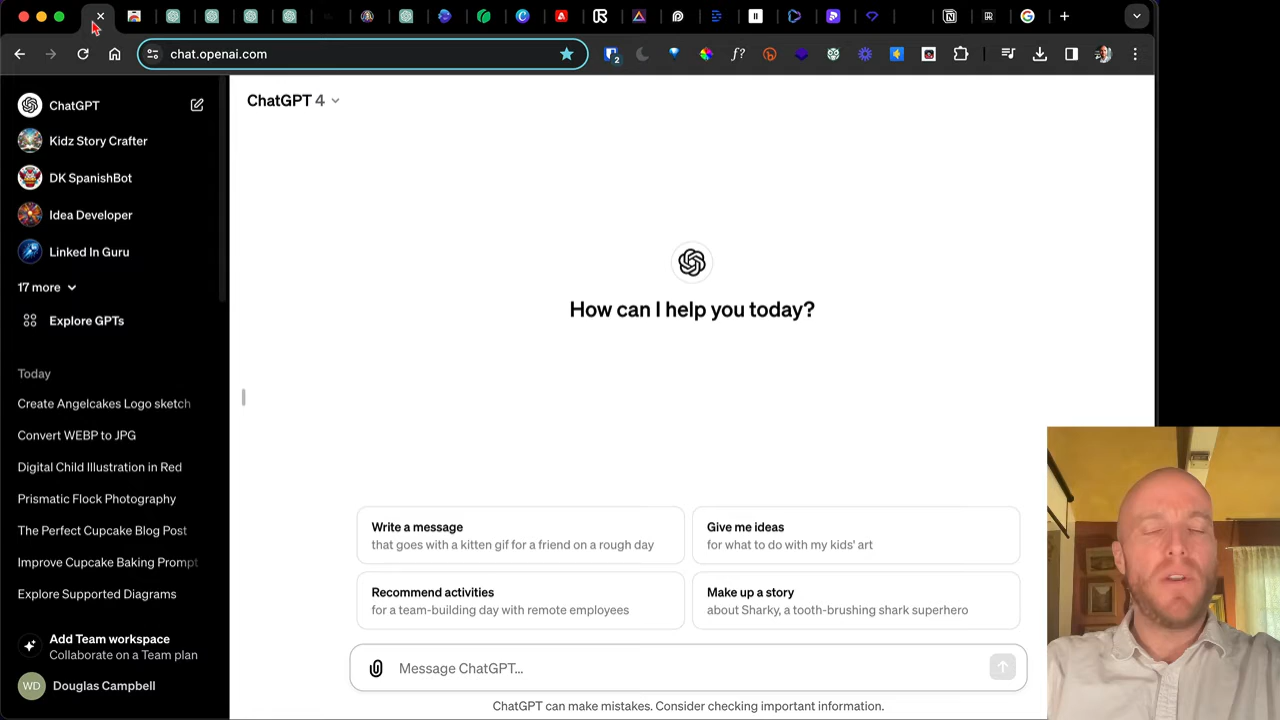 chat.openai.com
2
ChatGPT
Kidz Story Crafter
DK SpanishBot
Idea Developer
Linked In Guru
17 more
Explore GPTs
Today
Create Angelcakes Logo sketch
Convert WEBP to JPG
Digital Child Illustration in Red
Prismatic Flock Photography
The Perfect Cupcake Blog Post
Improve Cupcake Baking Prompt
Explore Supported Diagrams
Add Team workspace
Collaborate on a Team plan
WD Douglas Campbell
ChatGPT 4
How can I help you today?
Write a message
that goes with a kitten gif for a friend on a rough day
Give me ideas
for what to do with my kids' art
Recommend activities
for a team-building day with remote employees
Make up a story
about Sharky, a tooth-brushing shark superhero
Message ChatGPT...
ChatGPT can make mistakes. Consider checking important information.